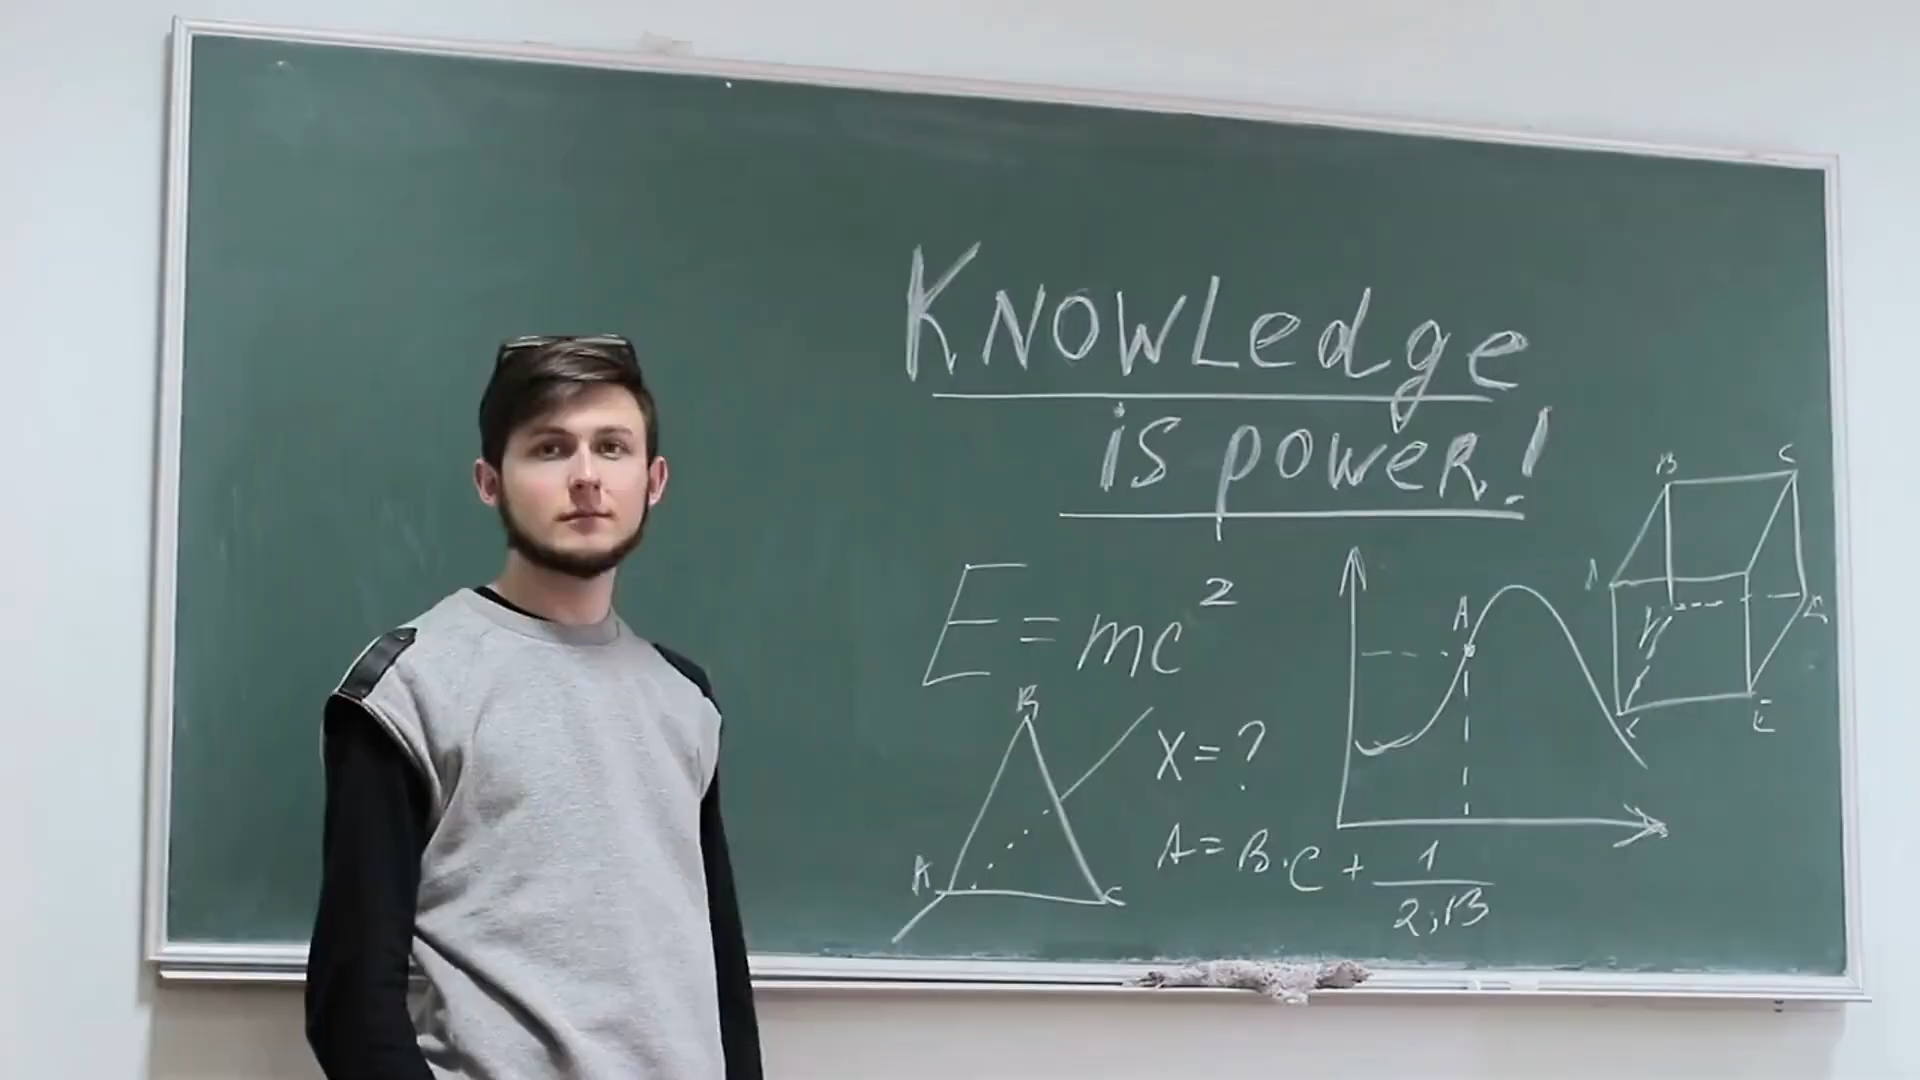 Knowledge
is power!
E = mc²
B
X = ?
A
C
A = B · C + 1
2,13
A
B
C
A
E